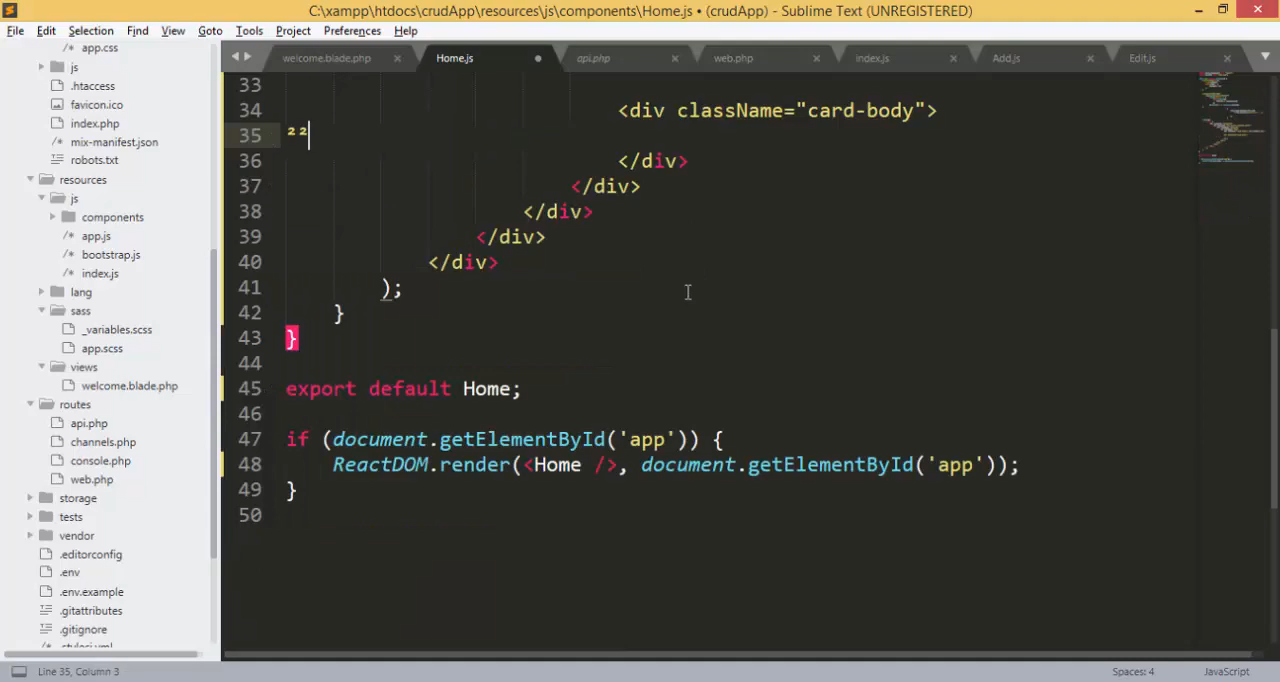 C:\xampp\htdocs\crudApp\resources\js\components\Home.js • (crudApp) - Sublime Text (UNREGISTERED)
File Edit Selection Find View Goto Tools Project Preferences Help
welcome.blade.php Home.js api.php web.php index.js Add.js Edit.js
app.css
js
.htaccess
favicon.ico
index.php
mix-manifest.json
robots.txt
resources
js
components
app.js
bootstrap.js
index.js
lang
sass
_variables.scss
app.scss
views
welcome.blade.php
routes
api.php
channels.php
console.php
web.php
storage
tests
vendor
.editorconfig
.env
.env.example
.gitattributes
.gitignore
.styleci.yml
33
34 <div className="card-body">
35 ²²
36 </div>
37 </div>
38 </div>
39 </div>
40 </div>
41 );
42 }
43 }
44
45 export default Home;
46
47 if (document.getElementById('app')) {
48 ReactDOM.render(<Home />, document.getElementById('app'));
49 }
50
Line 35, Column 3 Spaces: 4 JavaScript